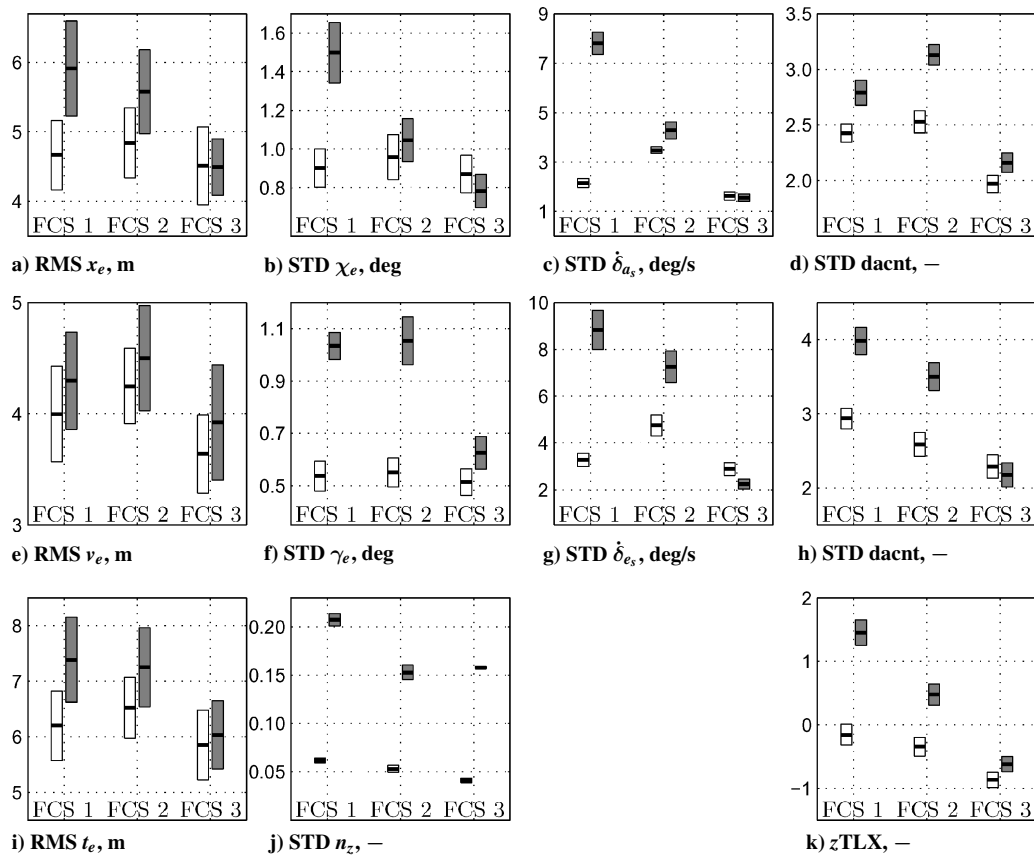 6
5
4
FCS 1 FCS 2 FCS 3
a) RMS xₑ, m
1.6
1.4
1.2
1.0
0.8
FCS 1 FCS 2 FCS 3
b) STD χₑ, deg
9
7
5
3
1
FCS 1 FCS 2 FCS 3
c) STD δ̇ₐₛ, deg/s
3.5
3.0
2.5
2.0
FCS 1 FCS 2 FCS 3
d) STD dacnt, −
5
4
3
FCS 1 FCS 2 FCS 3
e) RMS vₑ, m
1.1
0.9
0.7
0.5
FCS 1 FCS 2 FCS 3
f) STD γₑ, deg
10
8
6
4
2
FCS 1 FCS 2 FCS 3
g) STD δ̇ₑₛ, deg/s
4
3
2
FCS 1 FCS 2 FCS 3
h) STD dacnt, −
8
7
6
5
FCS 1 FCS 2 FCS 3
i) RMS tₑ, m
0.20
0.15
0.10
0.05
FCS 1 FCS 2 FCS 3
j) STD n_z, −
2
1
0
−1
FCS 1 FCS 2 FCS 3
k) zTLX, −